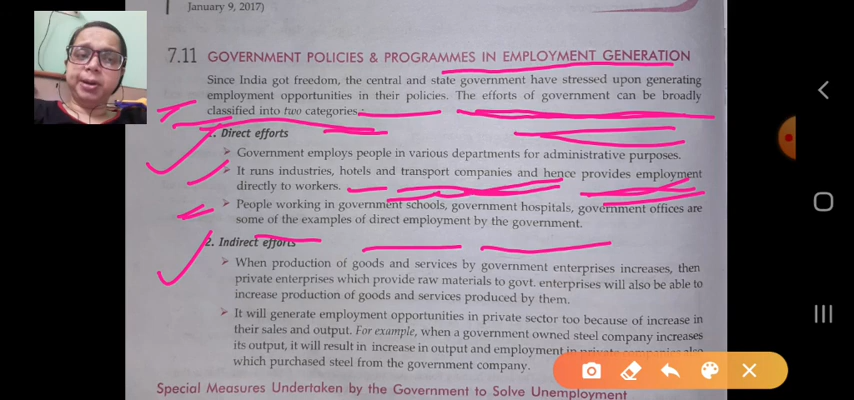 January 9, 2017)
7.11 GOVERNMENT POLICIES & PROGRAMMES IN EMPLOYMENT GENERATION
Since India got freedom, the central and state government have stressed upon generating
employment opportunities in their policies. The efforts of government can be broadly
classified into two categories.
1. Direct efforts
➤ Government employs people in various departments for administrative purposes.
➤ It runs industries, hotels and transport companies and hence provides employment
directly to workers.
➤ People working in government schools, government hospitals, government offices are
some of the examples of direct employment by the government.
2. Indirect efforts
➤ When production of goods and services by government enterprises increases, then
private enterprises which provide raw materials to govt. enterprises will also be able to
increase production of goods and services produced by them.
➤ It will generate employment opportunities in private sector too because of increase in
their sales and output. For example, when a government owned steel company increases
its output, it will result in increase in output and employment in private companies also
which purchased steel from the government company.
Special Measures Undertaken by the Government to Solve Unemployment